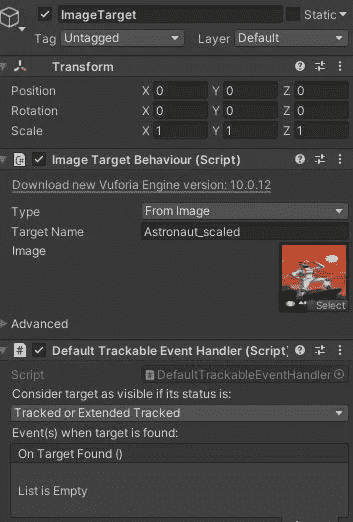 ImageTarget Static
Tag Untagged Layer Default
Transform
Position X 0 Y 0 Z 0
Rotation X 0 Y 0 Z 0
Scale X 1 Y 1 Z 1
Image Target Behaviour (Script)
Download new Vuforia Engine version: 10.0.12
Type From Image
Target Name Astronaut_scaled
Image
Select
Advanced
# Default Trackable Event Handler (Script)
Script # DefaultTrackableEventHandler
Consider target as visible if its status is:
Tracked or Extended Tracked
Event(s) when target is found:
On Target Found ()
List is Empty